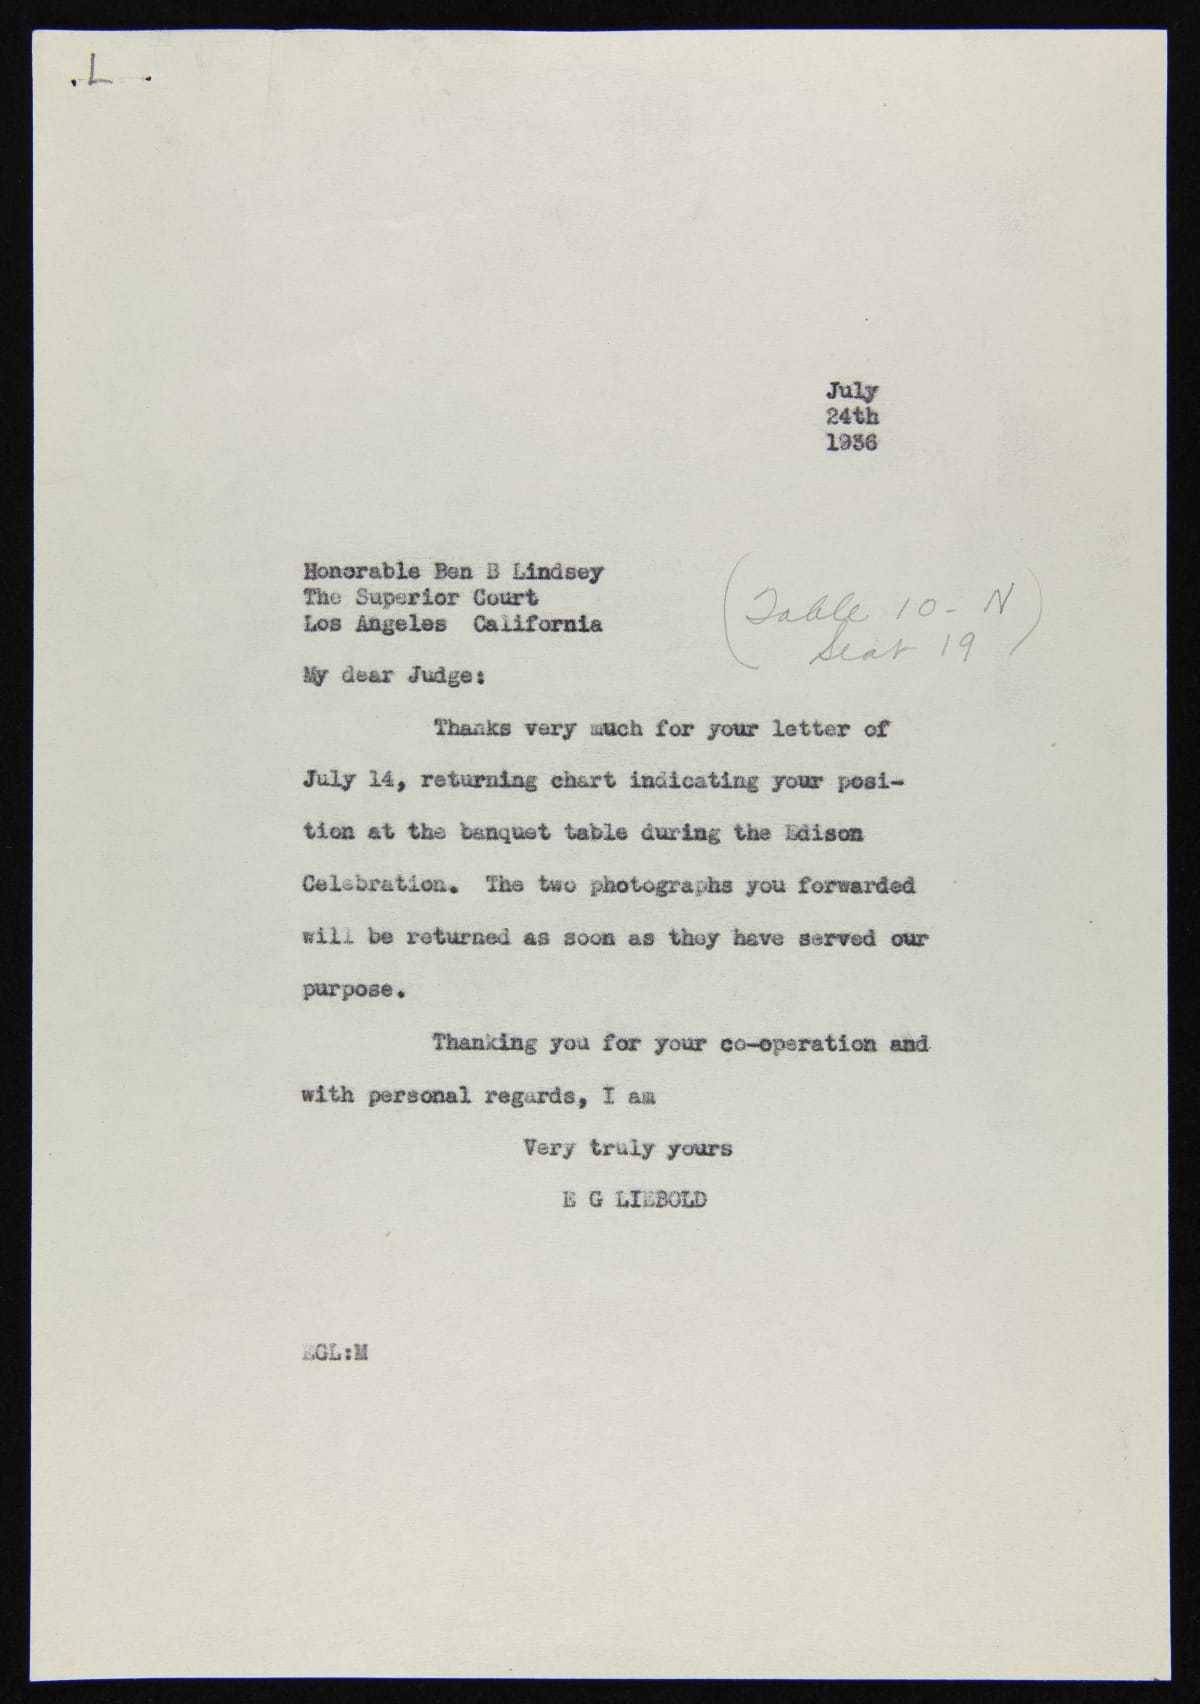 . L .
July
24th
1936
Honorable Ben B Lindsey
The Superior Court
Los Angeles California
(Table 10 - N
Seat 19)
My dear Judge:
Thanks very much for your letter of
July 14, returning chart indicating your posi-
tion at the banquet table during the Edison
Celebration. The two photographs you forwarded
will be returned as soon as they have served our
purpose.
Thanking you for your co-operation and
with personal regards, I am
Very truly yours
E G LIEBOLD
EGL:M